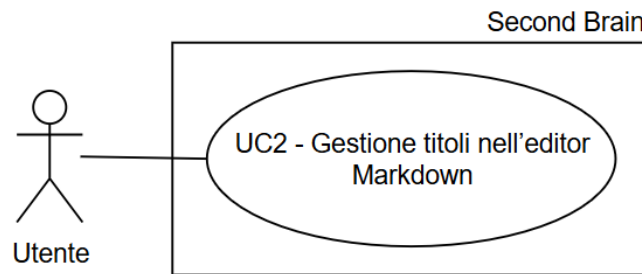 Second Brain
UC2 - Gestione titoli nell'editor
Markdown
Utente